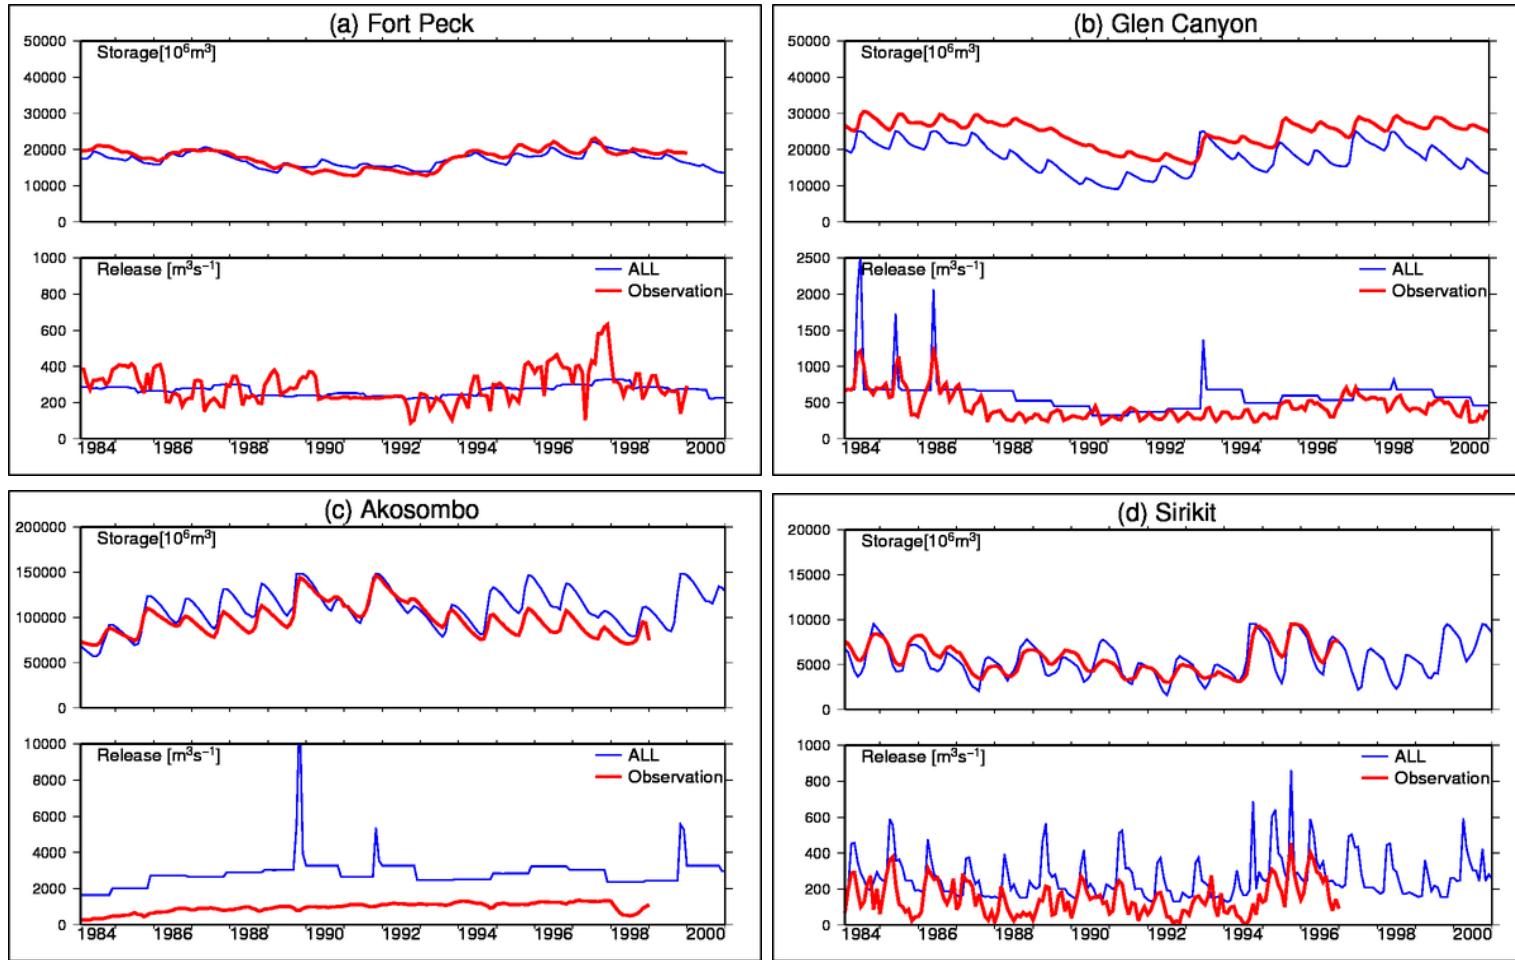 (a) Fort Peck
Storage[10⁶m³]
50000
40000
30000
20000
10000
0
Release [m³s⁻¹]
ALL
Observation
1000
800
600
400
200
0
1984 1986 1988 1990 1992 1994 1996 1998 2000
(b) Glen Canyon
Storage[10⁶m³]
50000
40000
30000
20000
10000
0
Release [m³s⁻¹]
ALL
Observation
2500
2000
1500
1000
500
0
1984 1986 1988 1990 1992 1994 1996 1998 2000
(c) Akosombo
Storage[10⁶m³]
200000
150000
100000
50000
0
Release [m³s⁻¹]
ALL
Observation
10000
8000
6000
4000
2000
0
1984 1986 1988 1990 1992 1994 1996 1998 2000
(d) Sirikit
Storage[10⁶m³]
20000
15000
10000
5000
0
Release [m³s⁻¹]
ALL
Observation
1000
800
600
400
200
0
1984 1986 1988 1990 1992 1994 1996 1998 2000